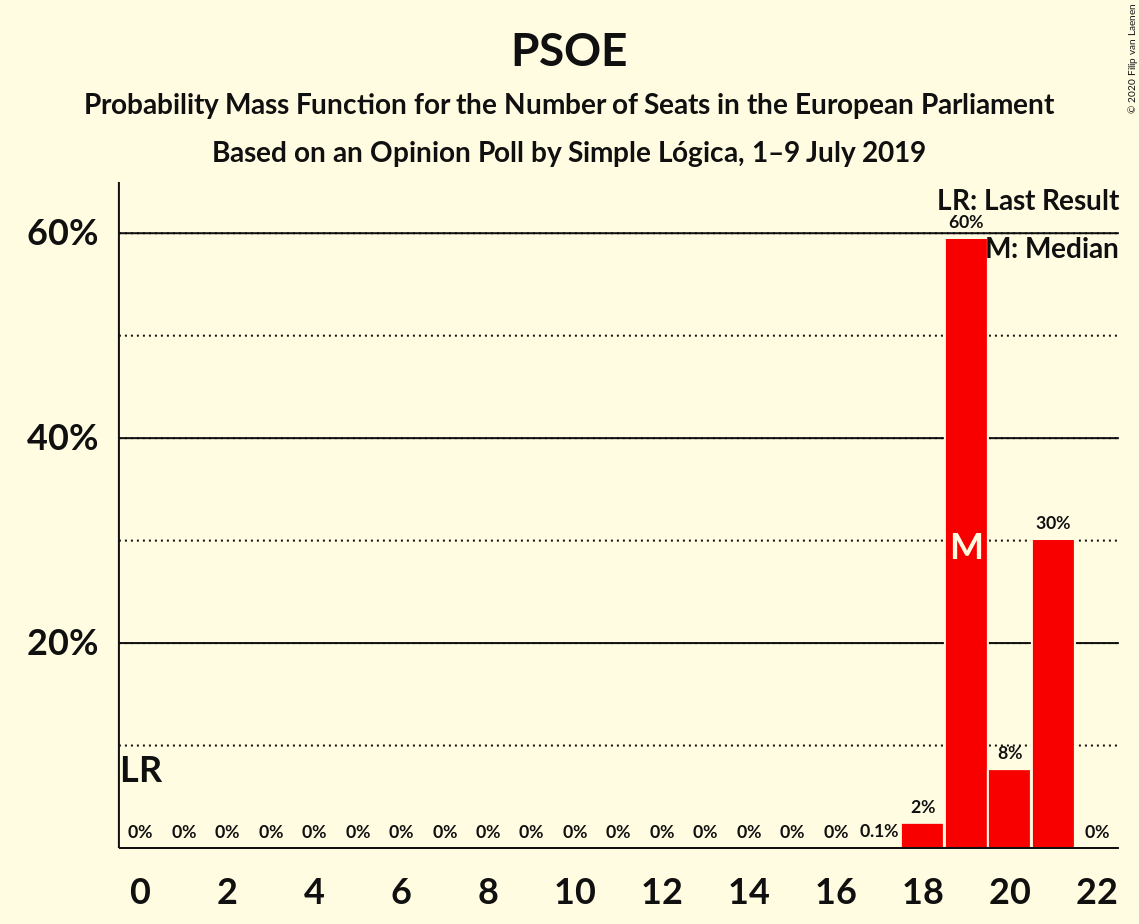 PSOE
Probability Mass Function for the Number of Seats in the European Parliament
Based on an Opinion Poll by Simple Lógica, 1–9 July 2019
© 2020 Filip van Laenen
LR: Last Result
M: Median
60%
40%
20%
60%
M
30%
8%
2%
LR
0% 0% 0% 0% 0% 0% 0% 0% 0% 0% 0% 0% 0% 0% 0% 0% 0% 0.1% 0%
0 2 4 6 8 10 12 14 16 18 20 22